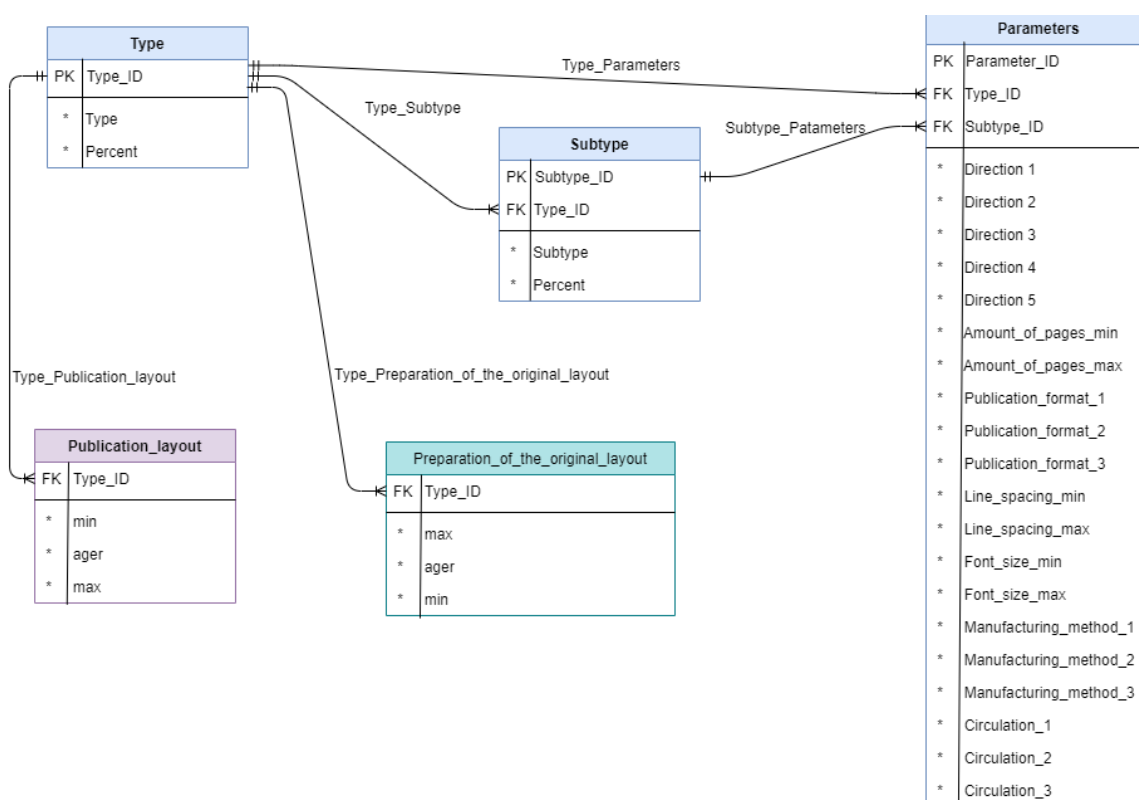 Type
PK Type_ID
* Type
* Percent
Type_Parameters
Type_Subtype
Subtype_Patameters
Subtype
PK Subtype_ID
FK Type_ID
* Subtype
* Percent
Parameters
PK Parameter_ID
FK Type_ID
FK Subtype_ID
* Direction 1
* Direction 2
* Direction 3
* Direction 4
* Direction 5
* Amount_of_pages_min
* Amount_of_pages_max
* Publication_format_1
* Publication_format_2
* Publication_format_3
* Line_spacing_min
* Line_spacing_max
* Font_size_min
* Font_size_max
* Manufacturing_method_1
* Manufacturing_method_2
* Manufacturing_method_3
* Circulation_1
* Circulation_2
* Circulation_3
Type_Publication_layout
Type_Preparation_of_the_original_layout
Publication_layout
FK Type_ID
* min
* ager
* max
Preparation_of_the_original_layout
FK Type_ID
* max
* ager
* min